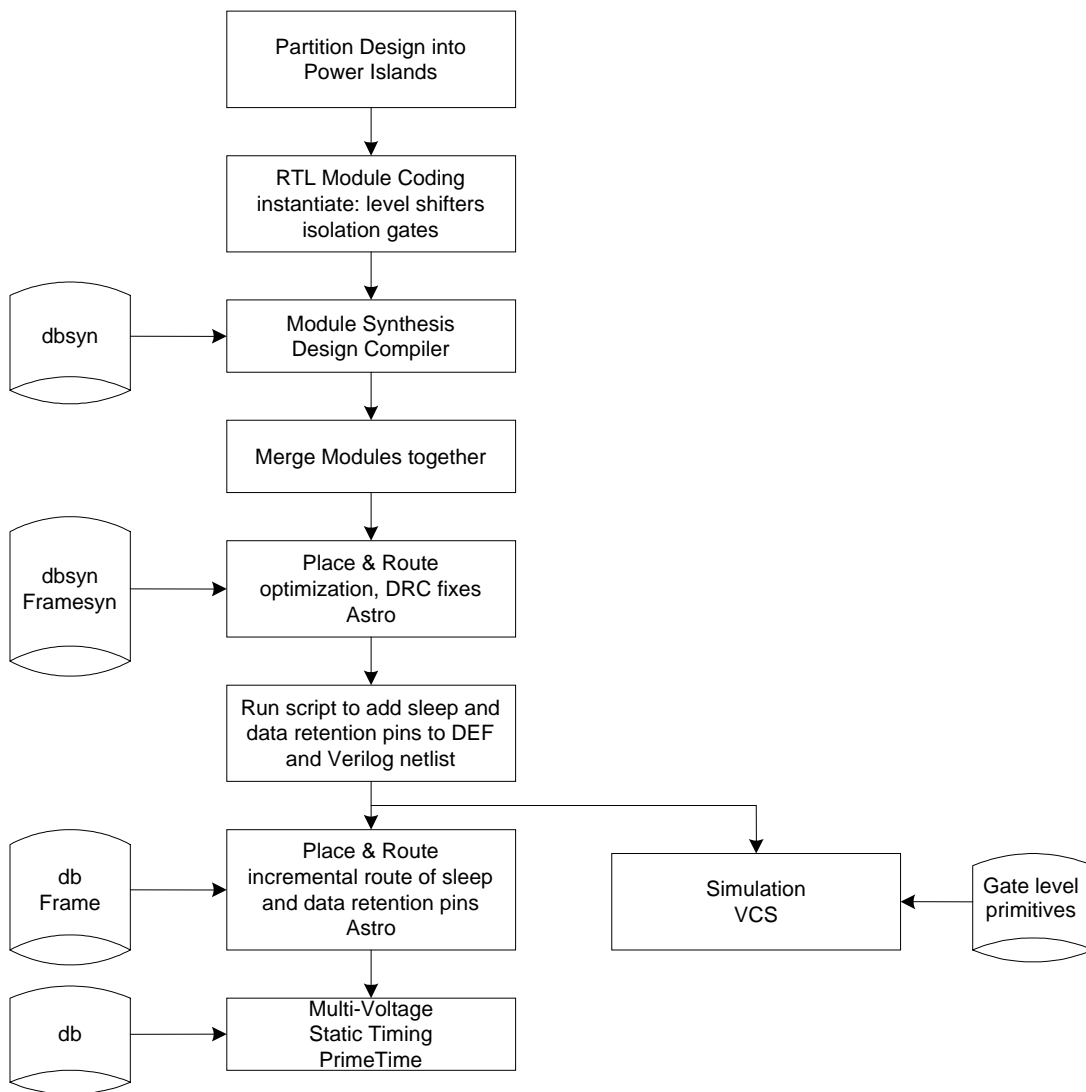 Partition Design into
Power Islands
RTL Module Coding
instantiate: level shifters
isolation gates
dbsyn
Module Synthesis
Design Compiler
Merge Modules together
dbsyn
Framesyn
Place & Route
optimization, DRC fixes
Astro
Run script to add sleep and
data retention pins to DEF
and Verilog netlist
db
Frame
Place & Route
incremental route of sleep
and data retention pins
Astro
Simulation
VCS
Gate level
primitives
db
Multi-Voltage
Static Timing
PrimeTime